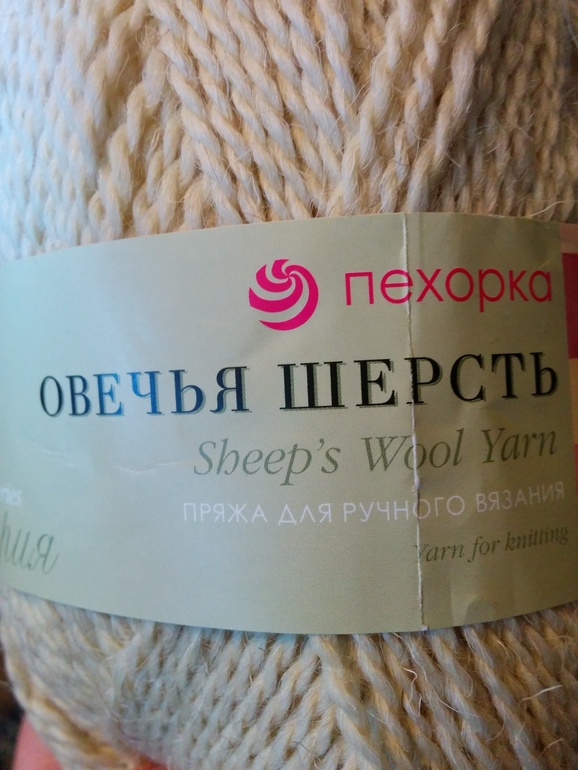 пехорка
ОВЕЧЬЯ ШЕРСТЬ
Sheep's Wool Yarn
ПРЯЖА ДЛЯ РУЧНОГО ВЯЗАНИЯ
Yarn for knitting